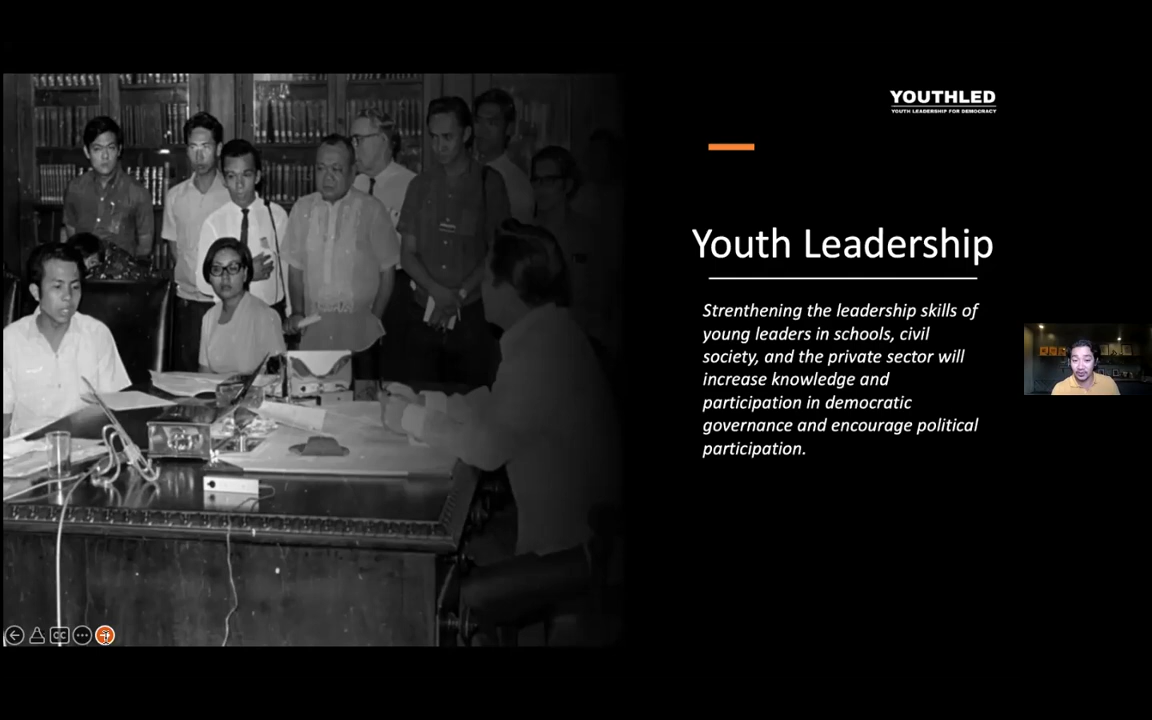 YOUTHLED
YOUTH LEADERSHIP FOR DEMOCRACY
Youth Leadership
Strenthening the leadership skills of
young leaders in schools, civil
society, and the private sector will
increase knowledge and
participation in democratic
governance and encourage political
participation.
CC